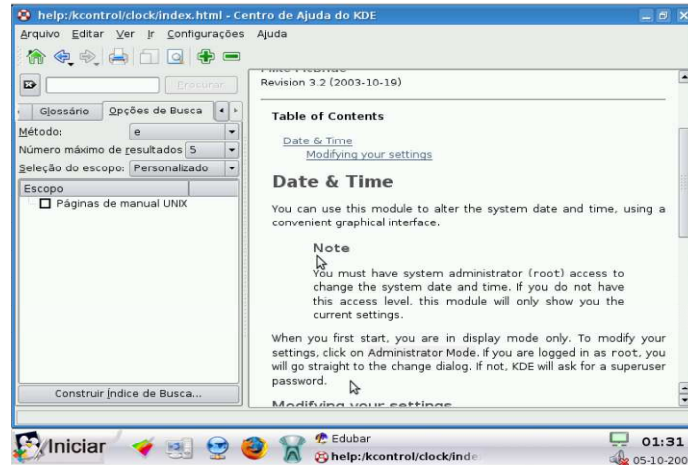 help:/kcontrol/clock/index.html - Centro de Ajuda do KDE
Arquivo Editar Ver Ir Configurações Ajuda
Procurar
Glossário Opções de Busca
Método: e
Número máximo de resultados 5
Seleção do escopo: Personalizado
Escopo
Páginas de manual UNIX
Construir Índice de Busca...
Revision 3.2 (2003-10-19)
Table of Contents
Date & Time
Modifying your settings
Date & Time
You can use this module to alter the system date and time, using a
convenient graphical interface.
Note
You must have system administrator (root) access to
change the system date and time. If you do not have
this access level. this module will only show you the
current settings.
When you first start, you are in display mode only. To modify your
settings, click on Administrator Mode. If you are logged in as root, you
will go straight to the change dialog. If not, KDE will ask for a superuser
password.
Modifying your settings
Iniciar
Edubar
help:/kcontrol/clock/inde
01:31
05-10-200